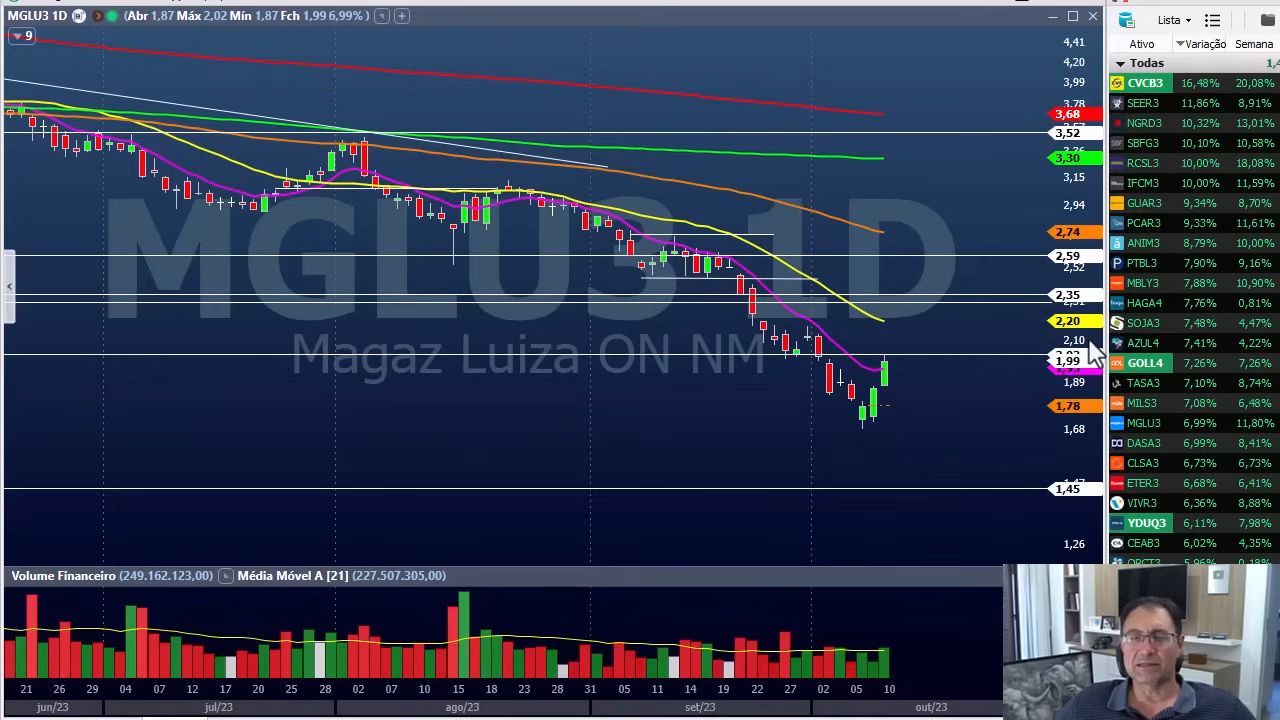 MGLU3 1D (Abr 1,87 Máx 2,02 Mín 1,87 Fch 1,99 6,99% )
9
MGLU3 1D
Magaz Luiza ON NM
4,41
4,20
3,99
3,78
3,68
3,52
3,30
3,15
2,94
2,74
2,59
2,52
2,35
2,31
2,20
2,10
1,99
1,89
1,78
1,68
1,45
1,26
Volume Financeiro (249.162.123,00) Média Móvel A [21] (227.507.305,00)
21 26 29 04 07 12 17 20 25 28 02 07 10 15 18 23 28 31 05 08 11 14 19 22 27 02 05 10
jun/23 jul/23 ago/23 set/23 out/23
Lista
Ativo Variação Semana
Todas
CVCB3 16,48% 20,08%
SEER3 11,86% 8,91%
NGRD3 10,32% 13,01%
SBFG3 10,10% 10,58%
RCSL3 10,00% 18,08%
IFCM3 10,00% 11,59%
GUAR3 9,34% 8,70%
PCAR3 9,33% 11,61%
ANIM3 8,79% 10,00%
PTBL3 7,90% 9,16%
MBLY3 7,88% 10,90%
HAGA4 7,76% 0,81%
SOJA3 7,48% 4,47%
AZUL4 7,41% 4,22%
GOLL4 7,26% 7,26%
TASA3 7,10% 8,74%
MILS3 7,08% 6,48%
MGLU3 6,99% 11,80%
DASA3 6,99% 8,41%
CLSA3 6,73% 6,73%
ETER3 6,68% 6,41%
VIVR3 6,36% 8,88%
YDUQ3 6,11% 7,98%
CEAB3 6,02% 4,35%